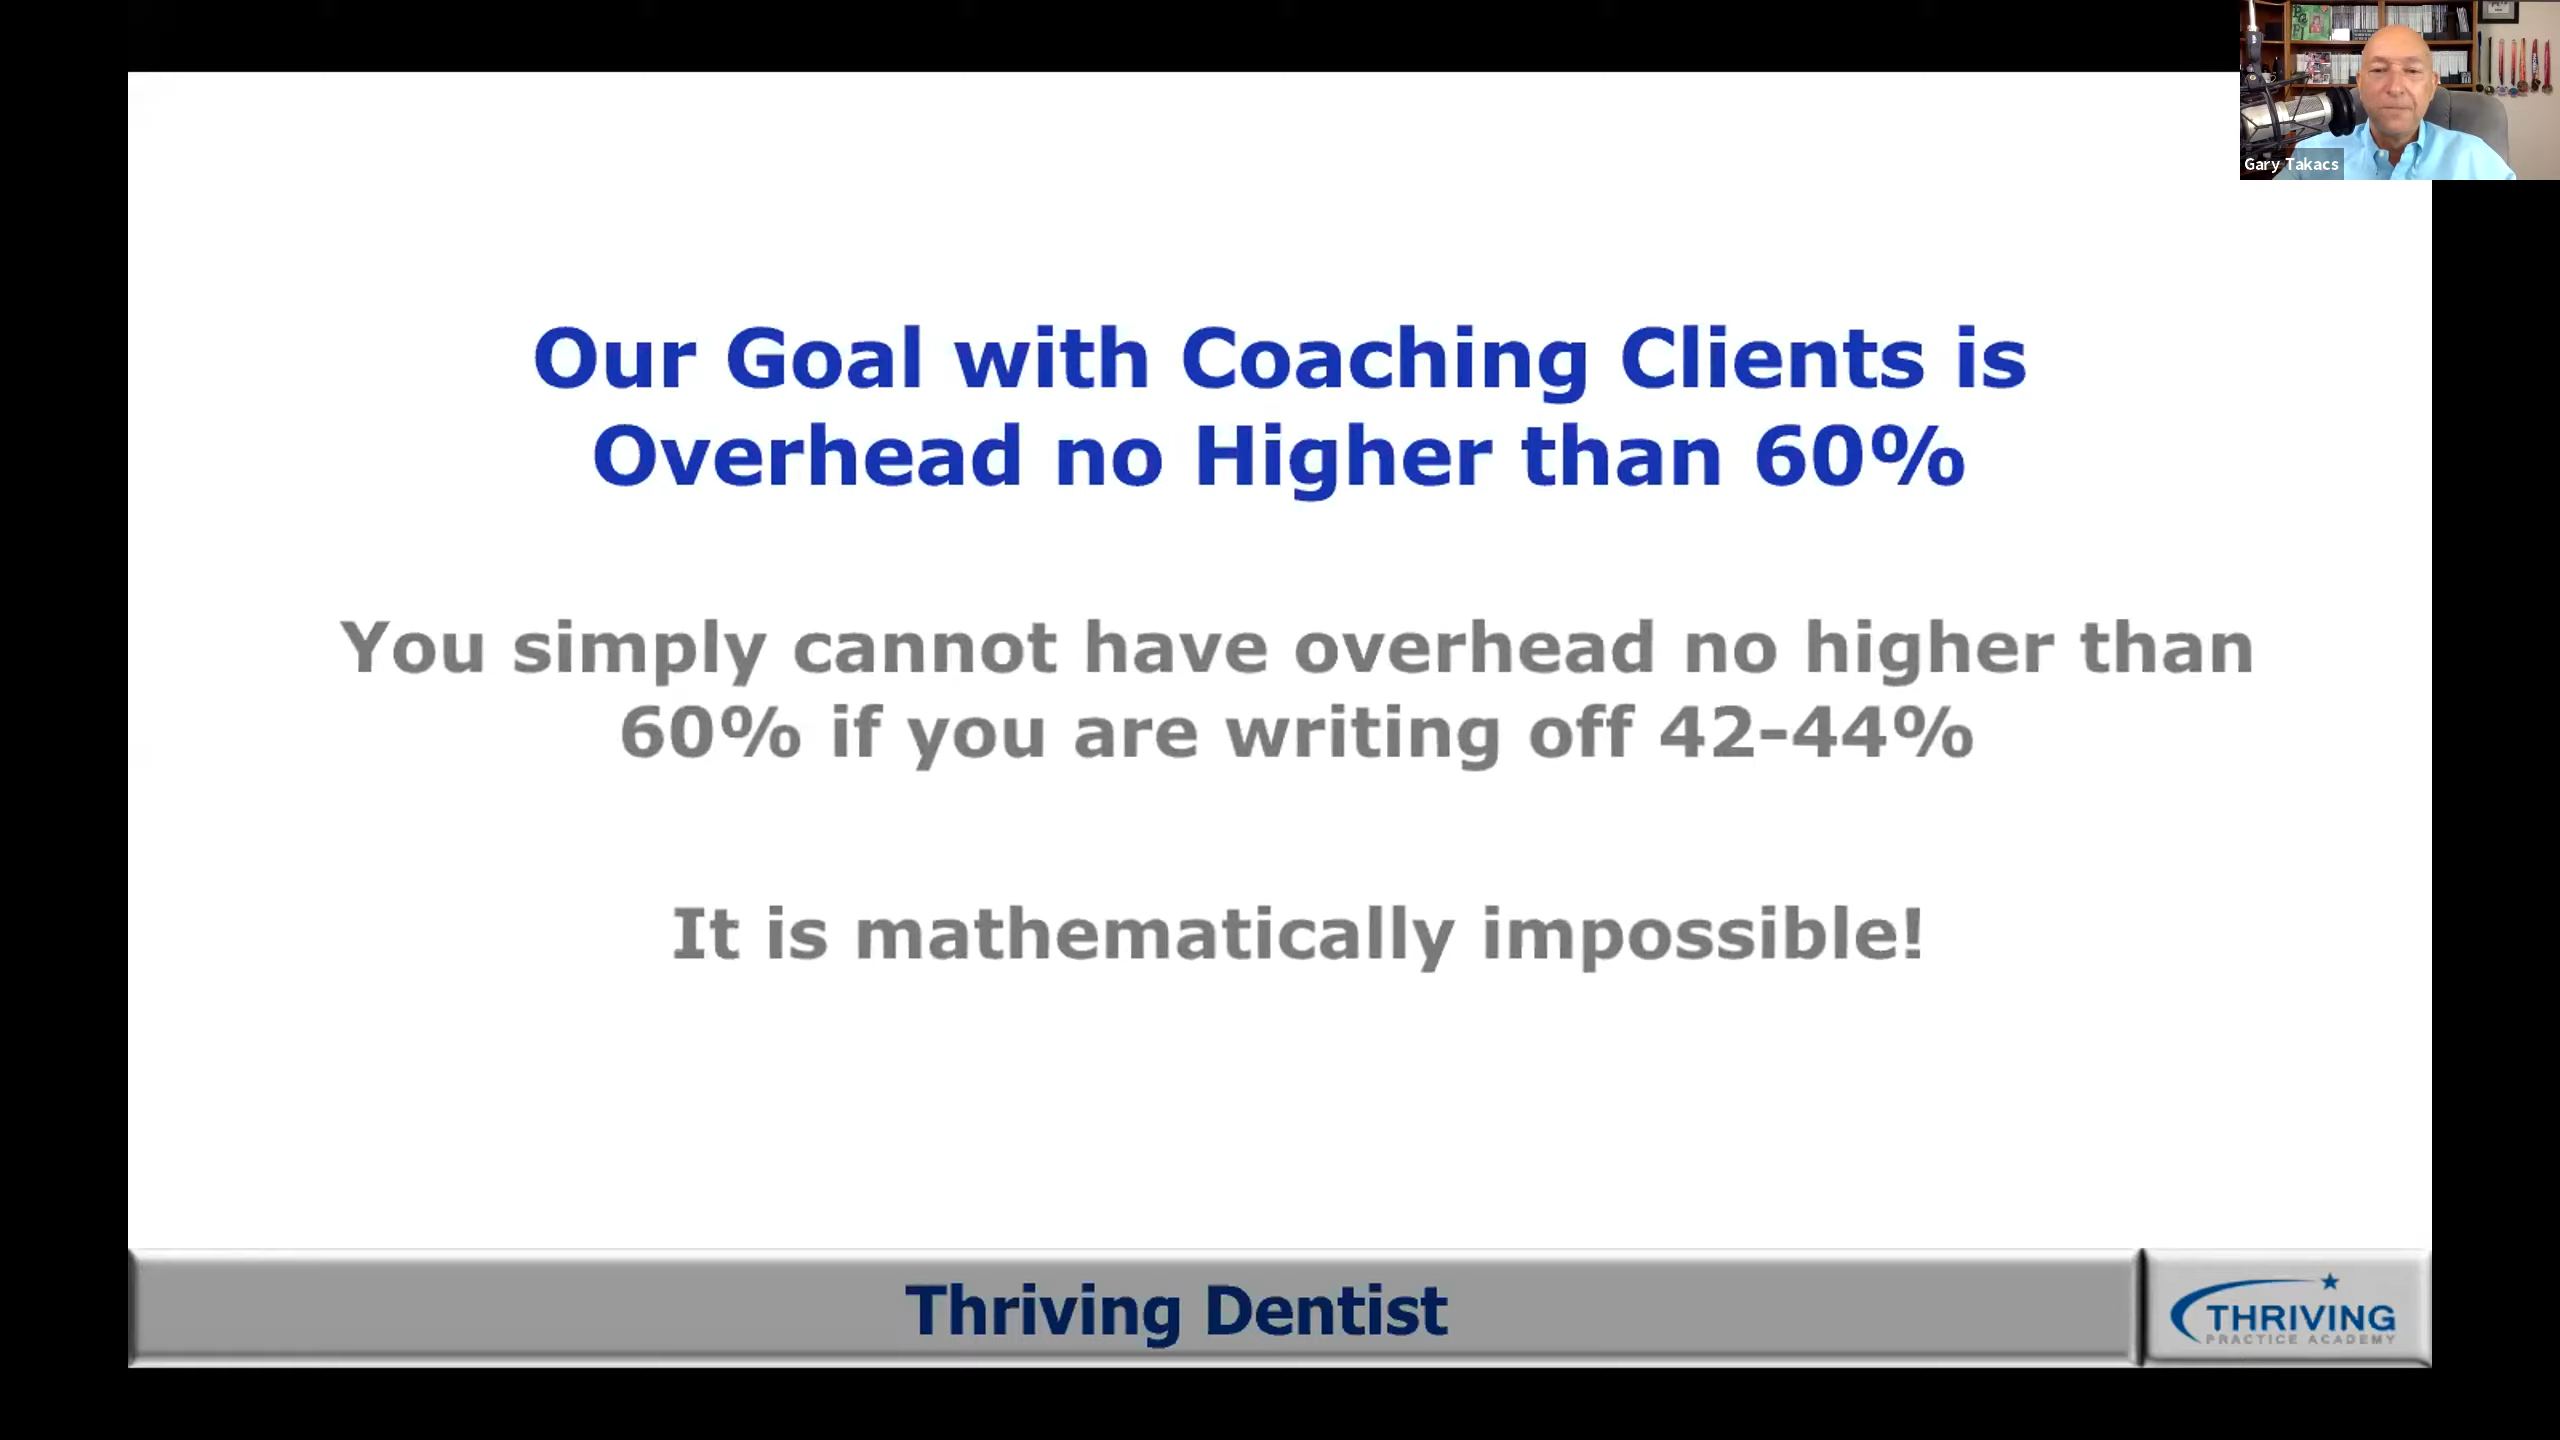 Gary Takacs
Our Goal with Coaching Clients is
Overhead no Higher than 60%
You simply cannot have overhead no higher than
60% if you are writing off 42-44%
It is mathematically impossible!
Thriving Dentist
THRIVING
PRACTICE ACADEMY